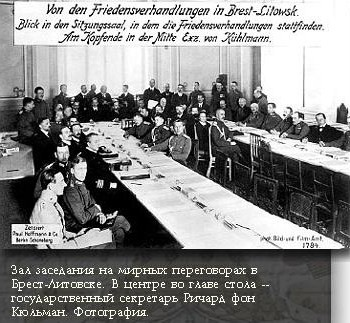 Von den Friedensverhandlungen in Brest-Litowsk.
Blick in den Sitzungssaal, in dem die Friedensverhandlungen stattfinden.
Am Kopfende in der Mitte Exz. von Kühlmann.
Zensiert
Paul Hoffmann & Co.
Berlin-Schöneberg
phot. Bild-und Film-Amt.
1784.
Зал заседания на мирных переговорах в
Брест-Литовске. В центре во главе стола --
государственный секретарь Ричард фон
Кюльман. Фотография.